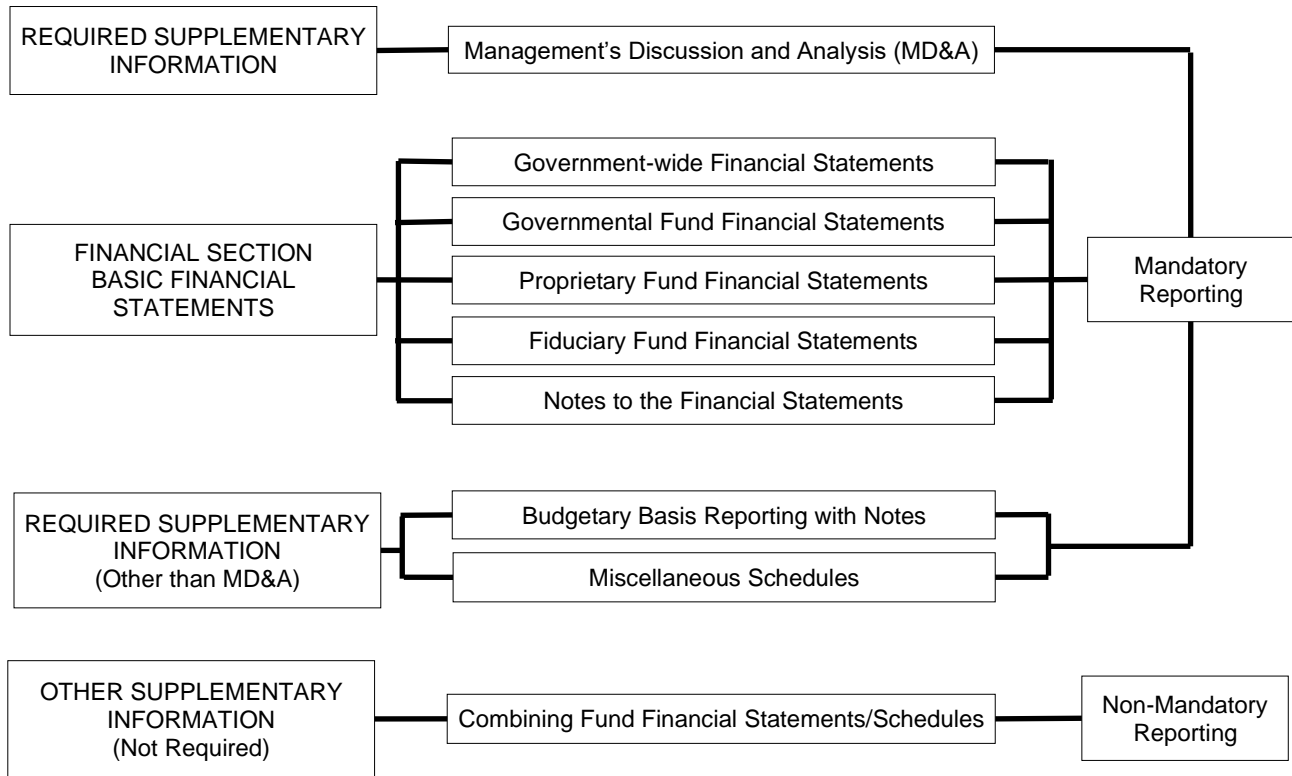 REQUIRED SUPPLEMENTARY
INFORMATION
Management’s Discussion and Analysis (MD&A)
FINANCIAL SECTION
BASIC FINANCIAL
STATEMENTS
Government-wide Financial Statements
Governmental Fund Financial Statements
Proprietary Fund Financial Statements
Fiduciary Fund Financial Statements
Notes to the Financial Statements
Mandatory
Reporting
REQUIRED SUPPLEMENTARY
INFORMATION
(Other than MD&A)
Budgetary Basis Reporting with Notes
Miscellaneous Schedules
OTHER SUPPLEMENTARY
INFORMATION
(Not Required)
Combining Fund Financial Statements/Schedules
Non-Mandatory
Reporting